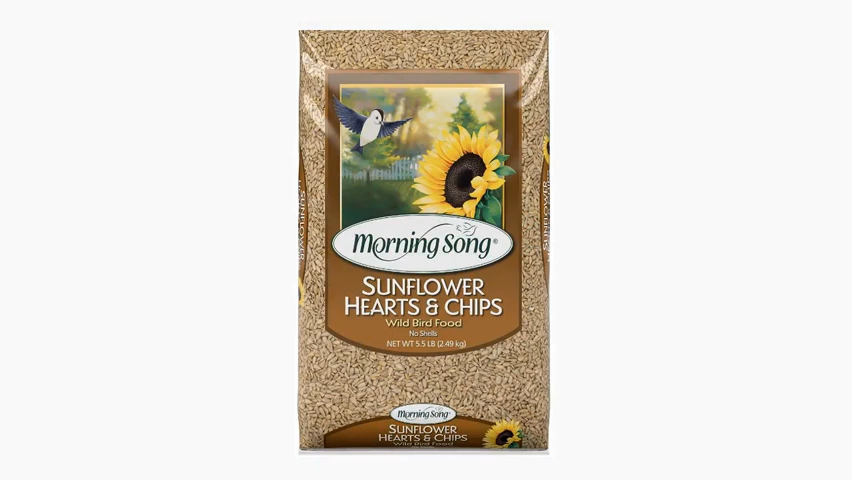 Morning Song®
SUNFLOWER
HEARTS & CHIPS
Wild Bird Food
No Shells
NET WT 5.5 LB (2.49 kg)
Morning Song
SUNFLOWER
HEARTS & CHIPS
Wild Bird Food
SUNFLOWER
SUNFLOWER